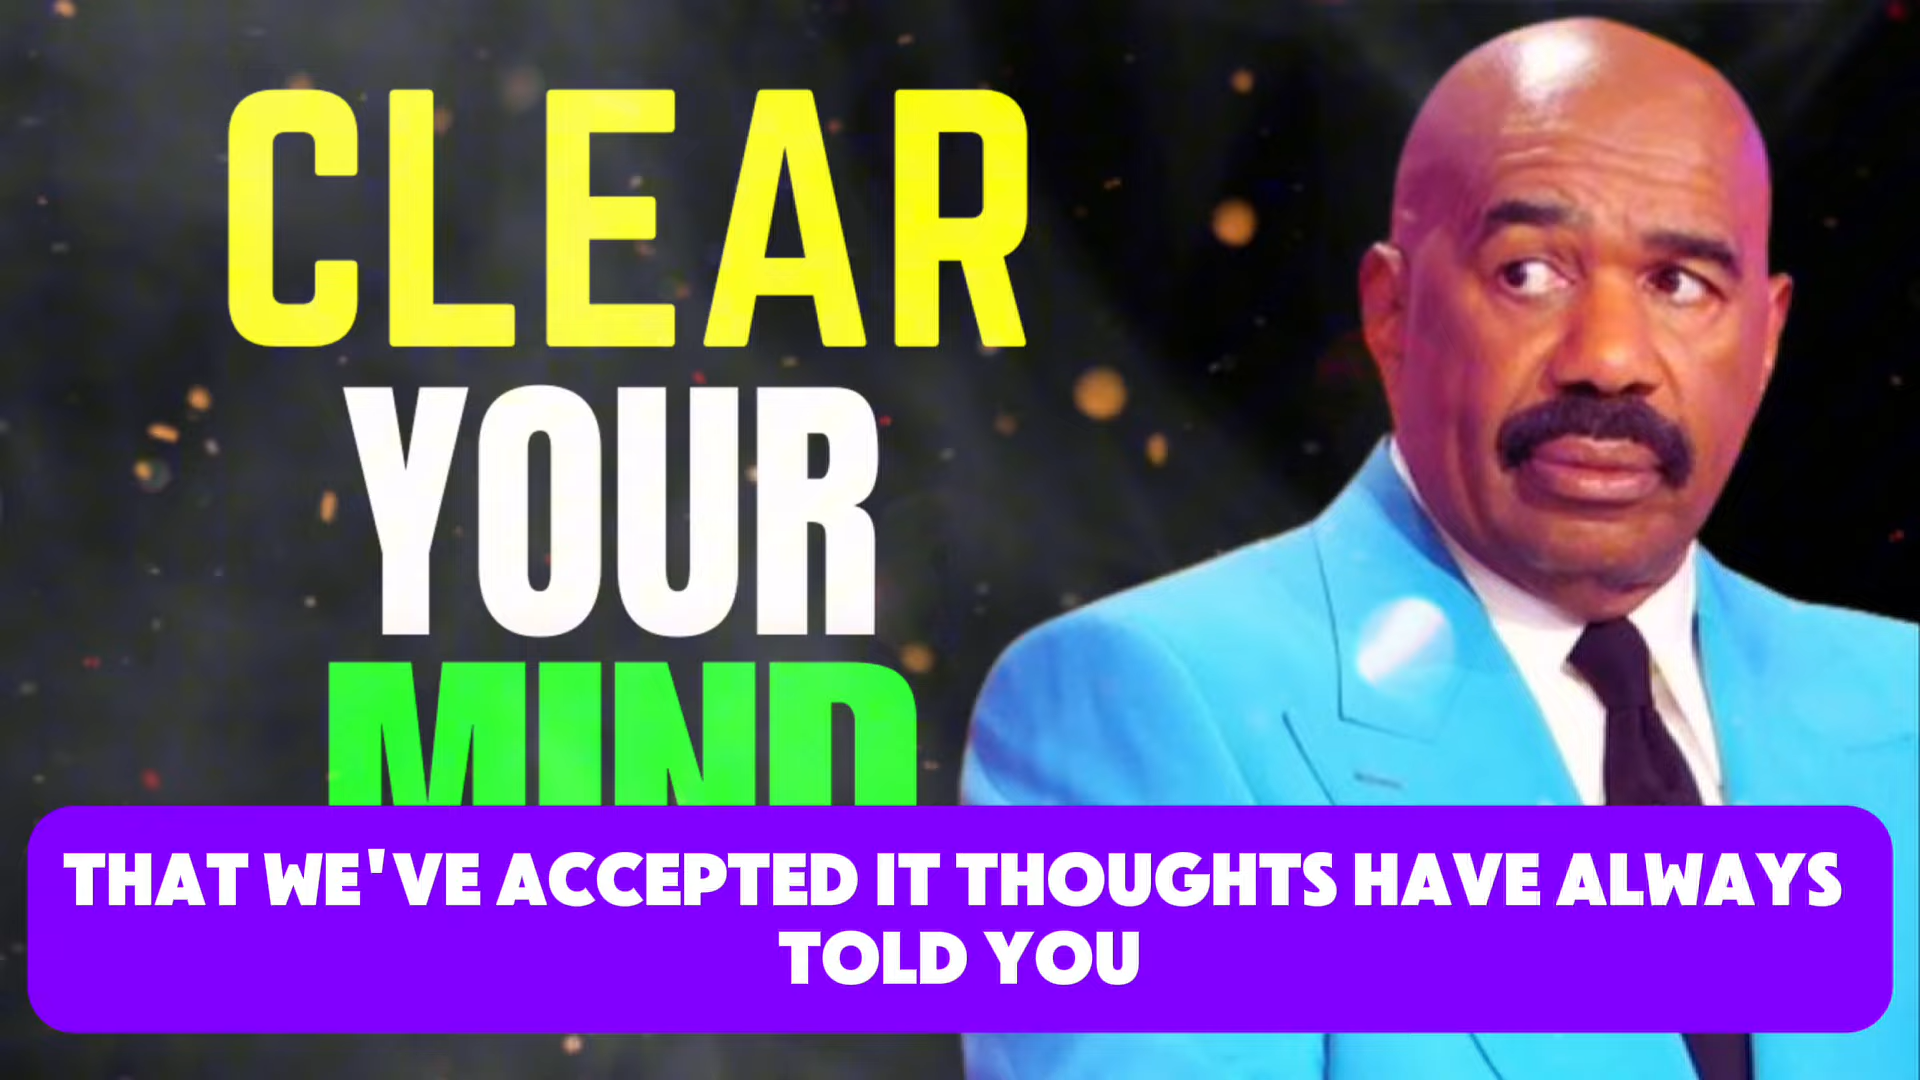 CLEAR
YOUR
MIND
THAT WE'VE ACCEPTED IT THOUGHTS HAVE ALWAYS
TOLD YOU